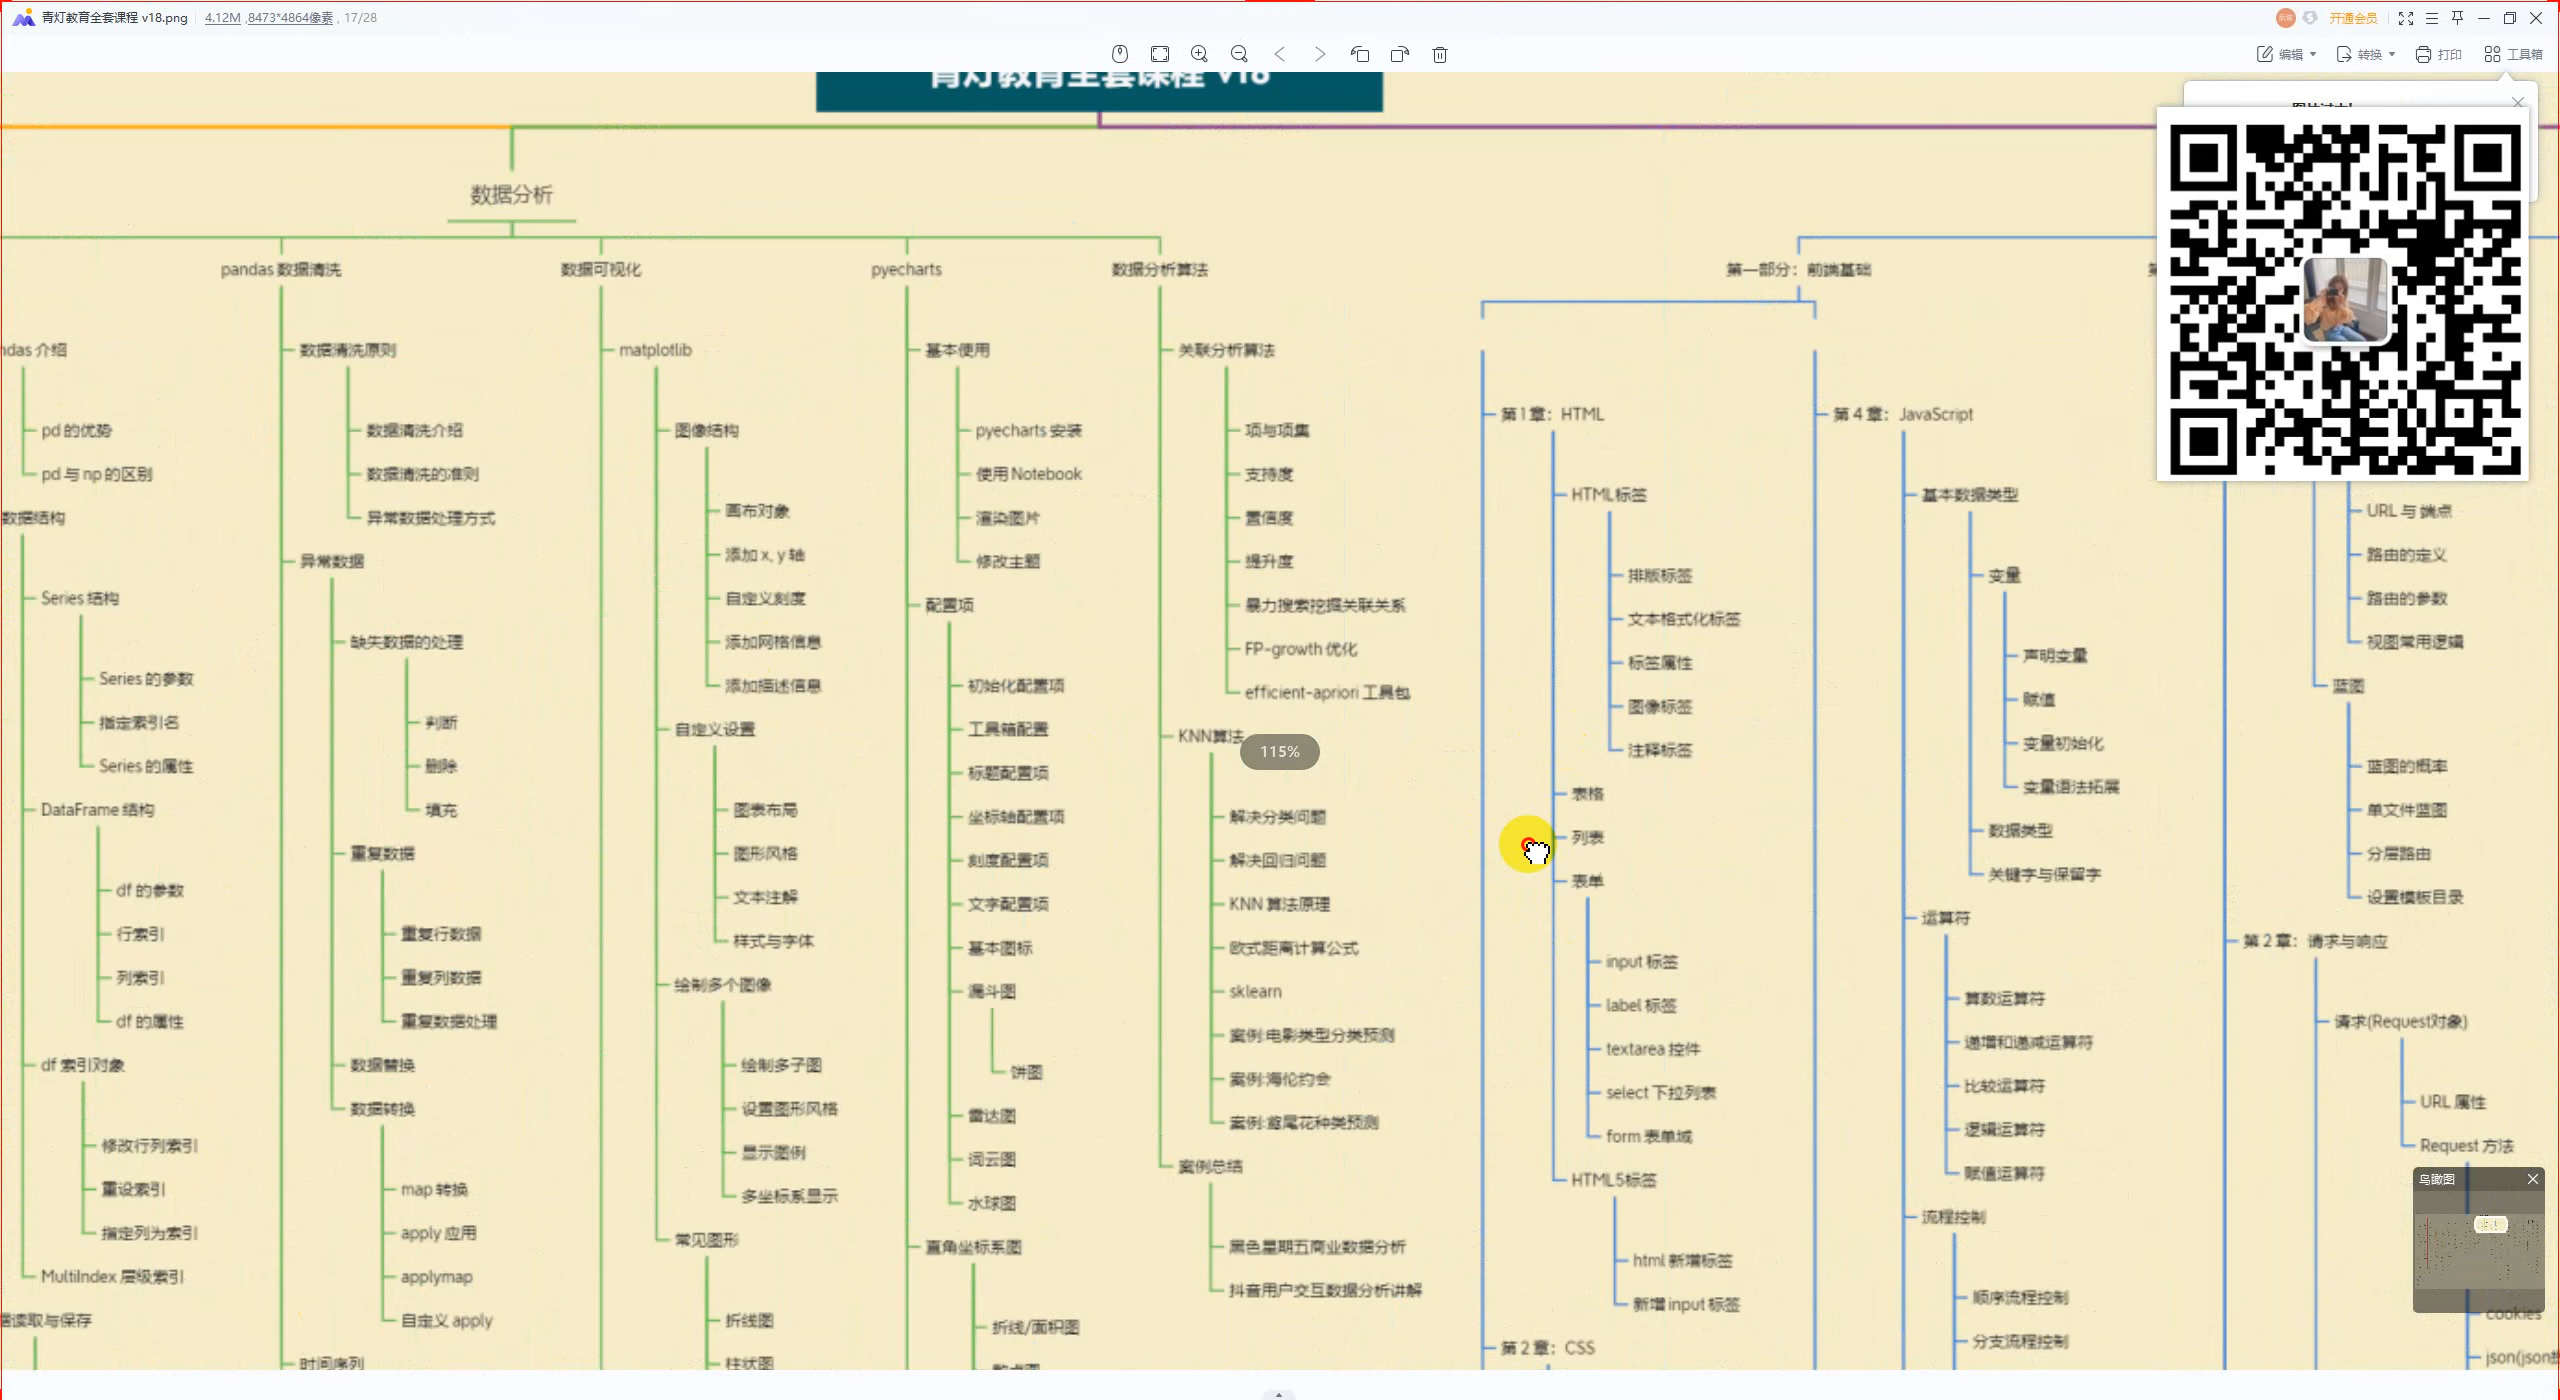 青灯教育全套课程 v18.png
4.12M ,8473*4864像素 , 17/28
开通会员
编辑
转换
打印
工具箱
青灯教育全套课程 v18
数据分析
pandas 数据清洗
数据可视化
pyecharts
数据分析算法
第一部分：前端基础
das 介绍
pd 的优势
pd 与 np 的区别
数据结构
Series 结构
Series 的参数
指定索引名
Series 的属性
DataFrame 结构
df 的参数
行索引
列索引
df 的属性
df 索引对象
修改行列索引
重设索引
指定列为索引
MultiIndex 层级索引
读取与保存
数据清洗原则
数据清洗介绍
数据清洗的准则
异常数据处理方式
异常数据
缺失数据的处理
判断
删除
填充
重复数据
重复行数据
重复列数据
重复数据处理
数据替换
数据转换
map 转换
apply 应用
applymap
自定义 apply
时间序列
matplotlib
图像结构
画布对象
添加 x, y 轴
自定义刻度
添加网格信息
添加描述信息
自定义设置
图表布局
图形风格
文本注解
样式与字体
绘制多个图像
绘制多子图
设置图形风格
显示图例
多坐标系显示
常见图形
折线图
柱状图
基本使用
pyecharts 安装
使用 Notebook
渲染图片
修改主题
配置项
初始化配置项
工具箱配置
标题配置项
坐标轴配置项
刻度配置项
文字配置项
基本图标
漏斗图
饼图
雷达图
词云图
水球图
直角坐标系图
折线/面积图
关联分析算法
项与项集
支持度
置信度
提升度
暴力搜索挖掘关联关系
FP-growth 优化
efficient-apriori 工具包
KNN算法
115%
解决分类问题
解决回归问题
KNN 算法原理
欧式距离计算公式
sklearn
案例:电影类型分类预测
案例:海伦约会
案例:鸢尾花种类预测
案例总结
黑色星期五商业数据分析
抖音用户交互数据分析讲解
第 1 章：HTML
HTML标签
排版标签
文本格式化标签
标签属性
图像标签
注释标签
表格
列表
表单
input 标签
label 标签
textarea 控件
select 下拉列表
form 表单域
HTML5标签
html 新增标签
新增 input 标签
第 2 章：CSS
第 4 章：JavaScript
基本数据类型
变量
声明变量
赋值
变量初始化
变量语法拓展
数据类型
关键字与保留字
运算符
算数运算符
递增和递减运算符
比较运算符
逻辑运算符
赋值运算符
流程控制
顺序流程控制
分支流程控制
URL 与 端点
路由的定义
路由的参数
视图常用逻辑
蓝图
蓝图的概率
单文件蓝图
分层路由
设置模板目录
第 2 章：请求与响应
请求(Request对象)
URL 属性
Request 方法
鸟瞰图
cookies
json(json